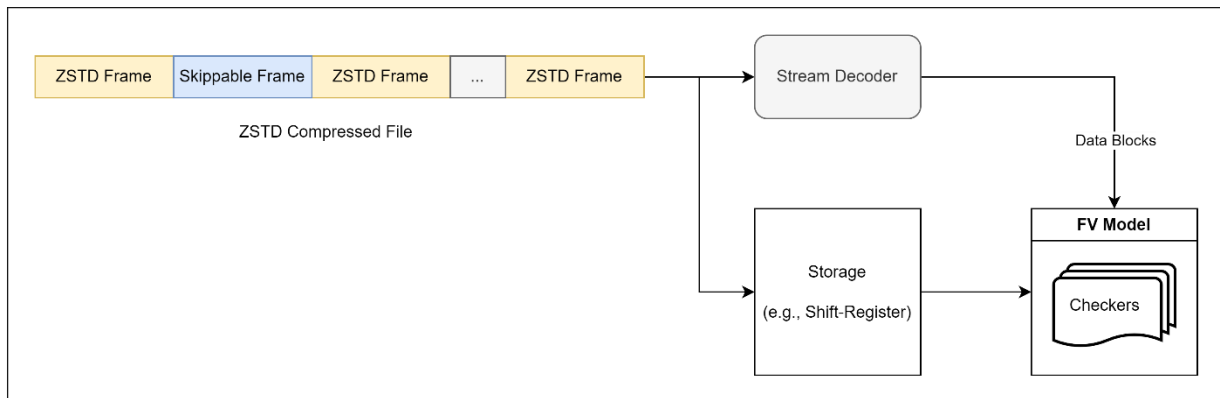 ZSTD Frame
Skippable Frame
ZSTD Frame
...
ZSTD Frame
ZSTD Compressed File
Stream Decoder
Data Blocks
Storage
(e.g., Shift-Register)
FV Model
Checkers